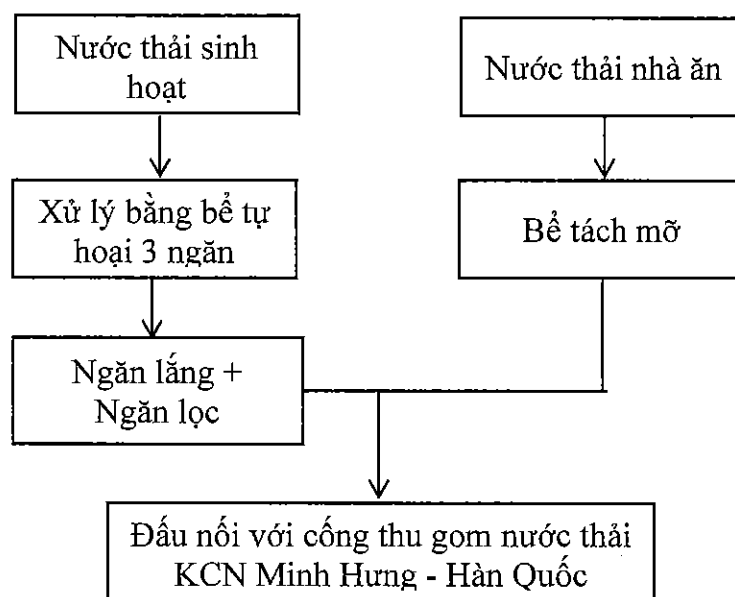 Nước thải sinh
hoạt
Nước thải nhà ăn
Xử lý bằng bể tự
hoại 3 ngăn
Bể tách mỡ
Ngăn lắng +
Ngăn lọc
Đấu nối với cống thu gom nước thải
KCN Minh Hưng - Hàn Quốc